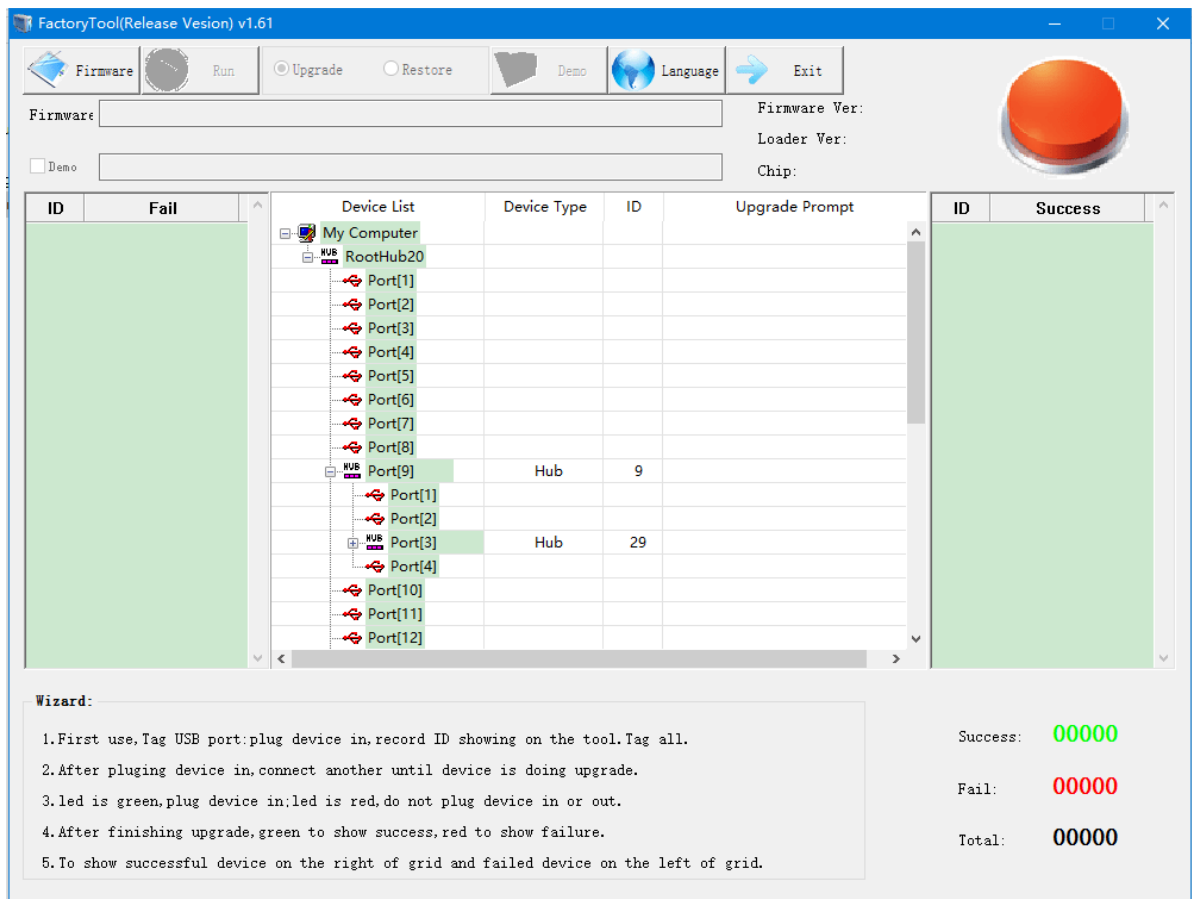 FactoryTool(Release Vesion) v1.61
Firmware Run Upgrade Restore Demo Language Exit
Firmware
Firmware Ver:
Loader Ver:
Demo
Chip:
ID Fail
Device List Device Type ID Upgrade Prompt
ID Success
My Computer
HUB RootHub20
Port[1]
Port[2]
Port[3]
Port[4]
Port[5]
Port[6]
Port[7]
Port[8]
HUB Port[9] Hub 9
Port[1]
Port[2]
HUB Port[3] Hub 29
Port[4]
Port[10]
Port[11]
Port[12]
Wizard:
1.First use,Tag USB port:plug device in,record ID showing on the tool.Tag all.
2.After pluging device in,connect another until device is doing upgrade.
3.led is green,plug device in;led is red,do not plug device in or out.
4.After finishing upgrade,green to show success,red to show failure.
5.To show successful device on the right of grid and failed device on the left of grid.
Success: 00000
Fail: 00000
Total: 00000